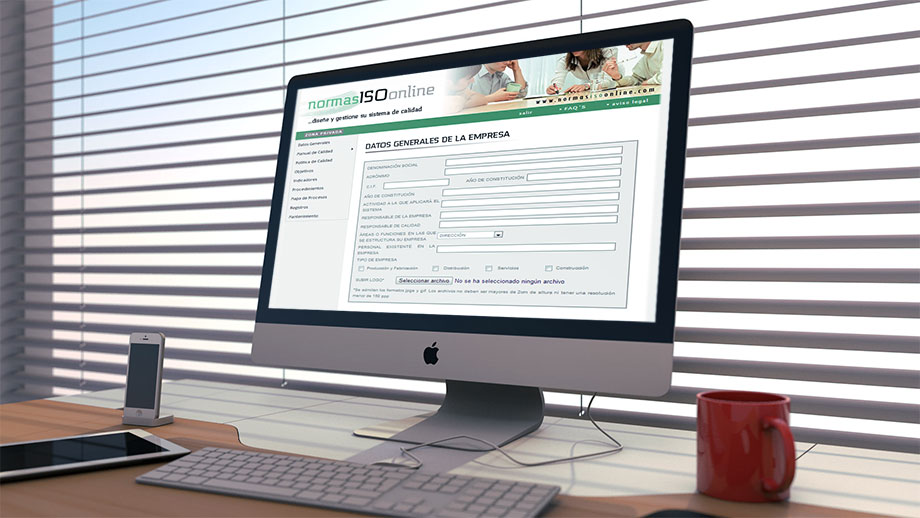 normasISOonline
...diseñe y gestione su sistema de calidad
www.normasisoonline.com
salir • FAQ'S • aviso legal
ZONA PRIVADA
Datos Generales
Manual de Calidad
Política de Calidad
Objetivos
Indicadores
Procedimientos
Mapa de Procesos
Registros
Mantenimiento
DATOS GENERALES DE LA EMPRESA
DENOMINACIÓN SOCIAL
ACRÓNIMO
C.I.F. AÑO DE CONSTITUCIÓN
AÑO DE CONSTITUCIÓN
ACTIVIDAD A LA QUE APLICARÁ EL
SISTEMA
RESPONSABLE DE LA EMPRESA
RESPONSABLE DE CALIDAD
ÁREAS O FUNCIONES EN LAS QUE
SE ESTRUCTURA SU EMPRESA DIRECCIÓN
PERSONAL EXISTENTE EN LA
EMPRESA
TIPO DE EMPRESA
Producción y Fabricación Distribución Servicios Construcción
SUBIR LOGO* Seleccionar archivo No se ha seleccionado ningún archivo
*Se admiten los formatos jpge y gif. Los archivos no deben ser mayores de 2cm de altura ni tener una resolución
menor de 150 ppp